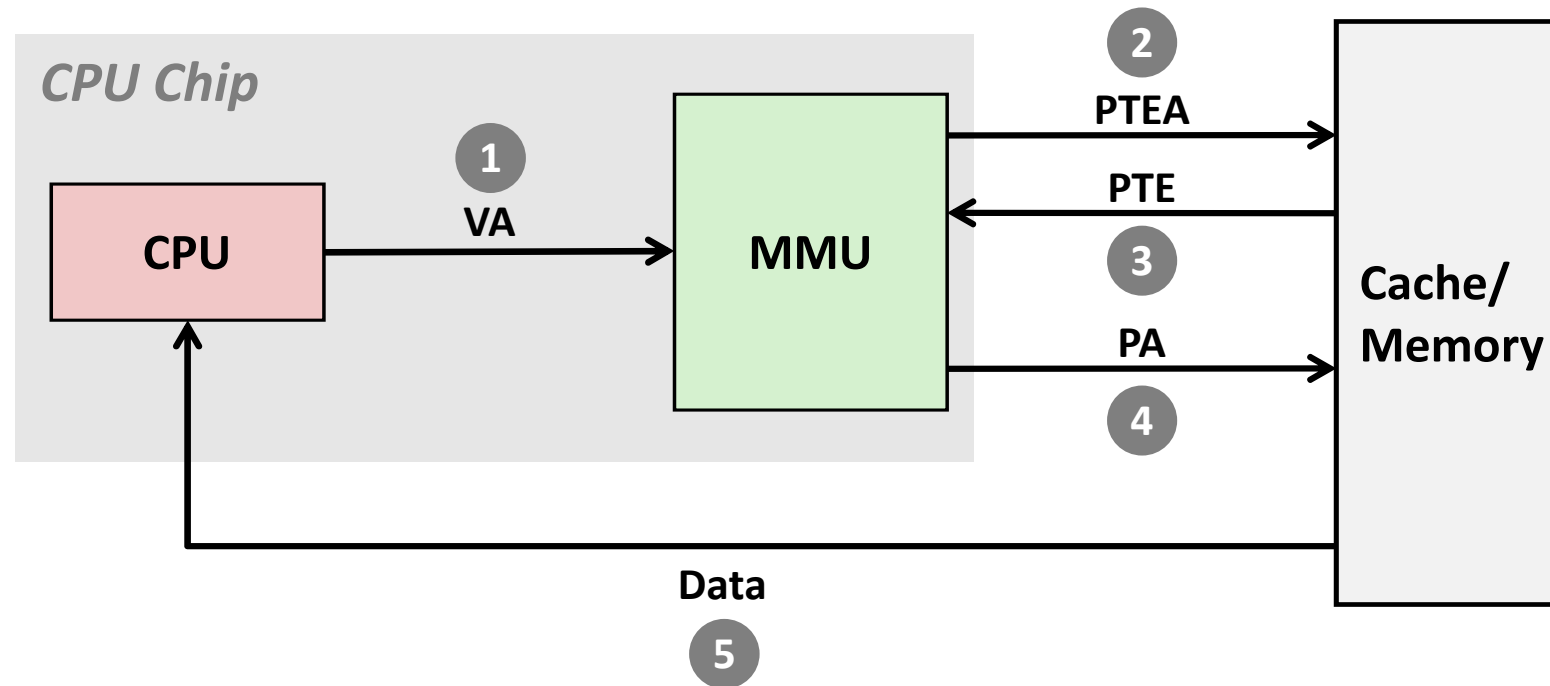 CPU Chip
2
PTEA
1
VA
PTE
3
CPU
MMU
Cache/
Memory
PA
4
Data
5